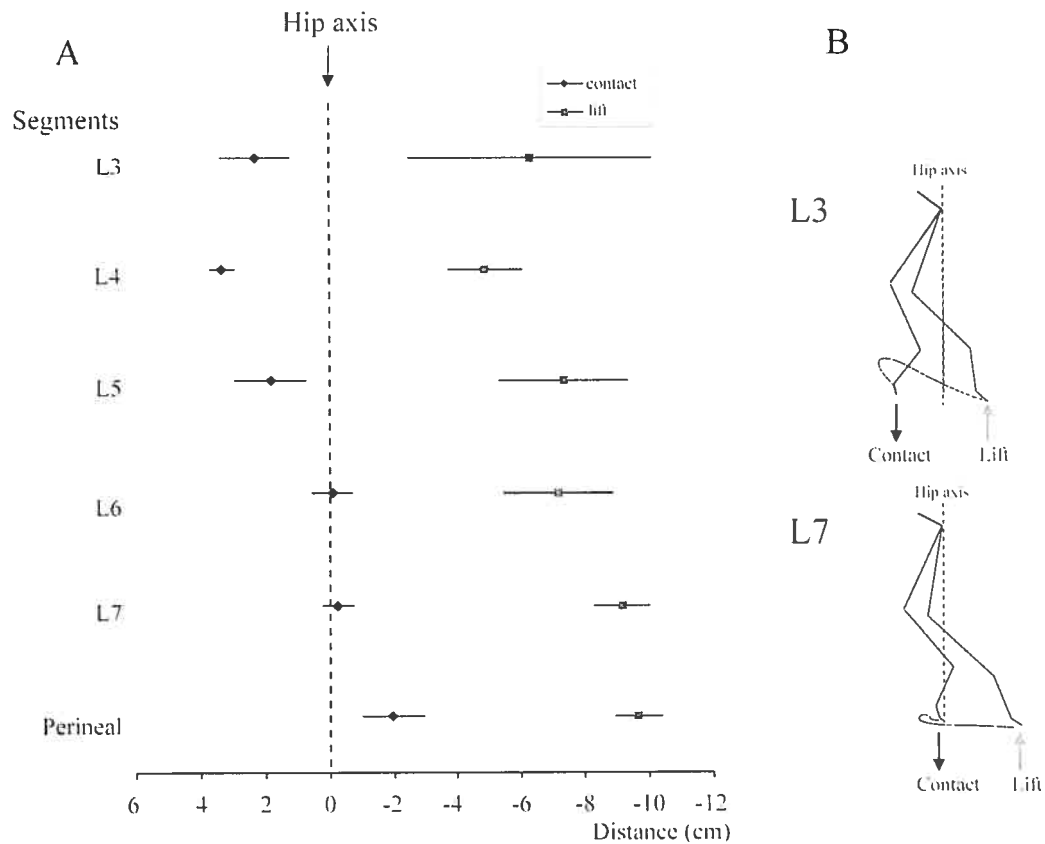 Hip axis
A
B
contact
lift
Segments
L3
L4
L5
L6
L7
Perineal
6 4 2 0 -2 -4 -6 -8 -10 -12
Distance (cm)
Hip axis
L3
Contact Lift
Hip axis
L7
Contact Lift